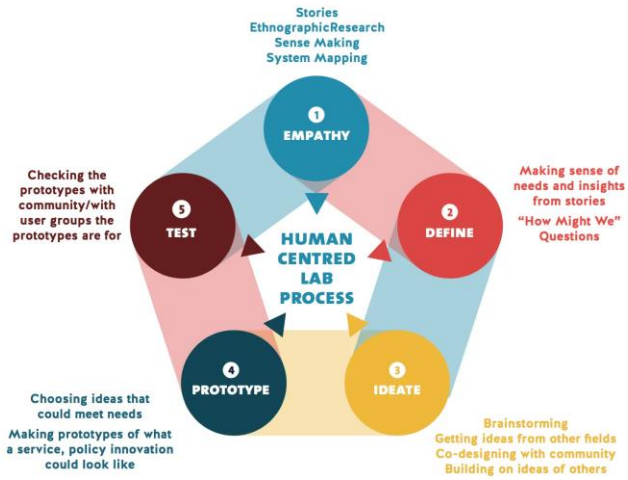 Stories
EthnographicResearch
Sense Making
System Mapping
1
EMPATHY
2
DEFINE
Making sense of
needs and insights
from stories
“How Might We”
Questions
3
IDEATE
Brainstorming
Getting ideas from other fields
Co-designing with community
Building on ideas of others
4
PROTOTYPE
Choosing ideas that
could meet needs
Making prototypes of what
a service, policy innovation
could look like
5
TEST
Checking the
prototypes with
community/with
user groups the
prototypes are for
HUMAN
CENTRED
LAB
PROCESS